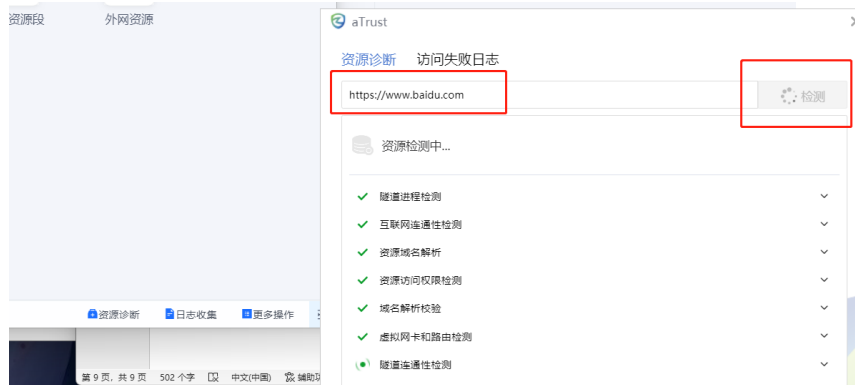 资源段 外网资源
aTrust
资源诊断 访问失败日志
https://www.baidu.com 检测
资源检测中...
隧道进程检测
互联网连通性检测
资源域名解析
资源访问权限检测
域名解析校验
虚拟网卡和路由检测
隧道连通性检测
资源诊断 日志收集 更多操作
第 9 页，共 9 页 502 个字 中文(中国) 辅助